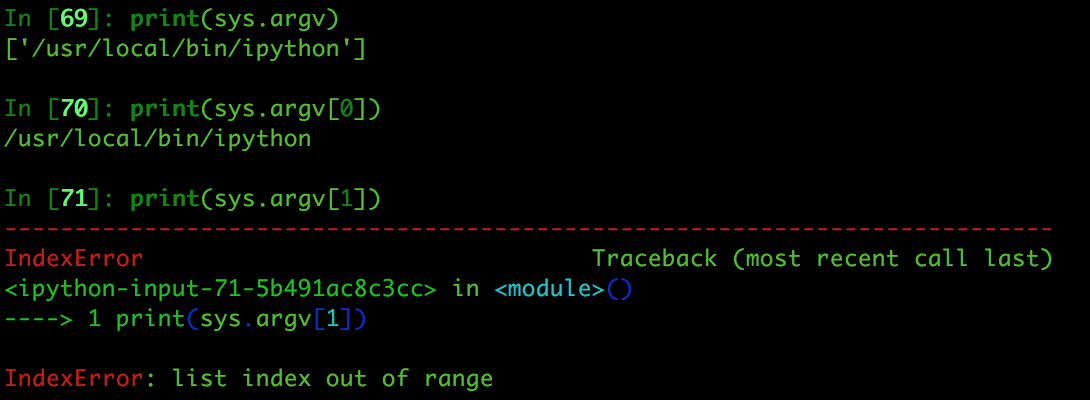 In [69]: print(sys.argv)
['/usr/local/bin/ipython']
In [70]: print(sys.argv[0])
/usr/local/bin/ipython
In [71]: print(sys.argv[1])
---------------------------------------------------------------------------
IndexError                                Traceback (most recent call last)
<ipython-input-71-5b491ac8c3cc> in <module>()
----> 1 print(sys.argv[1])
IndexError: list index out of range